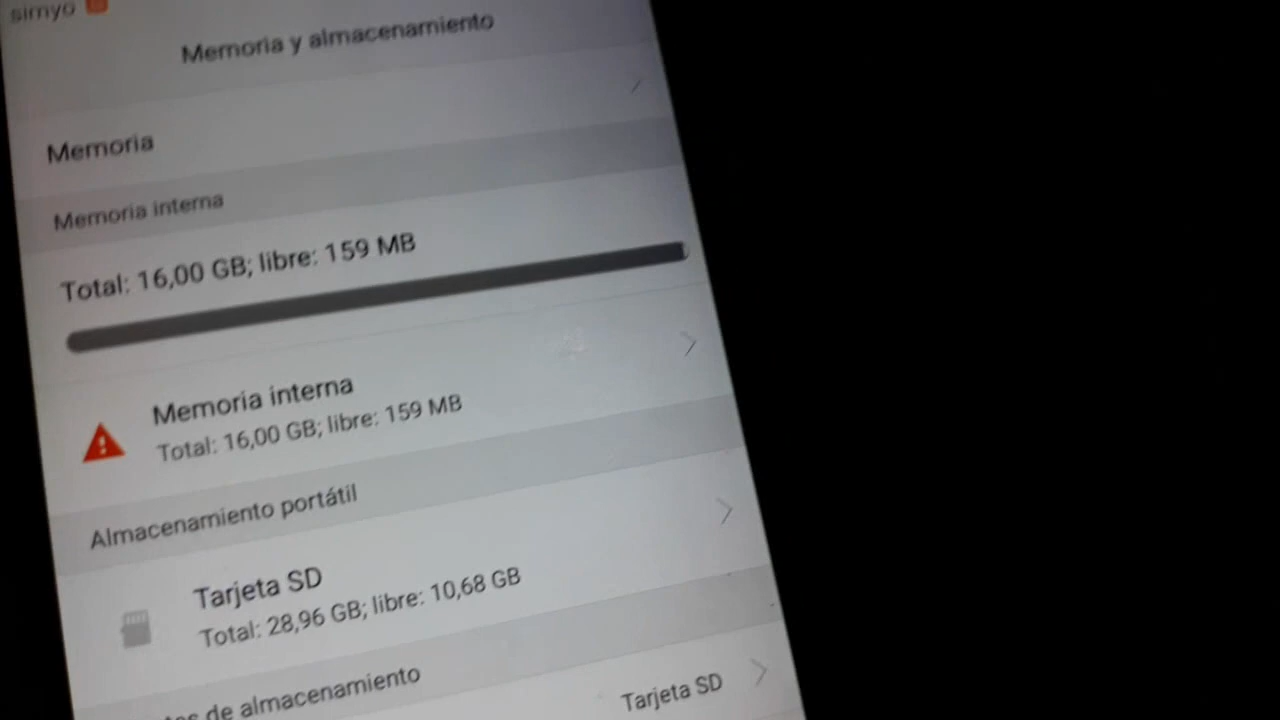 simyo
Memoria y almacenamiento
Memoria
Memoria interna
Total: 16,00 GB; libre: 159 MB
Memoria interna
Total: 16,00 GB; libre: 159 MB
Almacenamiento portátil
Tarjeta SD
Total: 28,96 GB; libre: 10,68 GB
de almacenamiento
Tarjeta SD